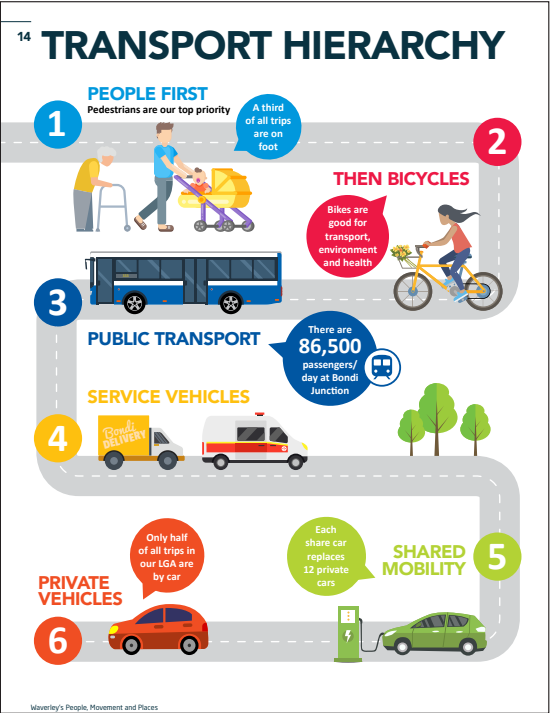 14
TRANSPORT HIERARCHY
1
PEOPLE FIRST
Pedestrians are our top priority
A third
of all trips
are on
foot
2
THEN BICYCLES
Bikes are
good for
transport,
environment
and health
3
PUBLIC TRANSPORT
There are
86,500
passengers/
day at Bondi
Junction
4
SERVICE VEHICLES
Bondi
DELIVERY
5
SHARED
MOBILITY
Each
share car
replaces
12 private
cars
6
PRIVATE
VEHICLES
Only half
of all trips in
our LGA are
by car
Waverley's People, Movement and Places